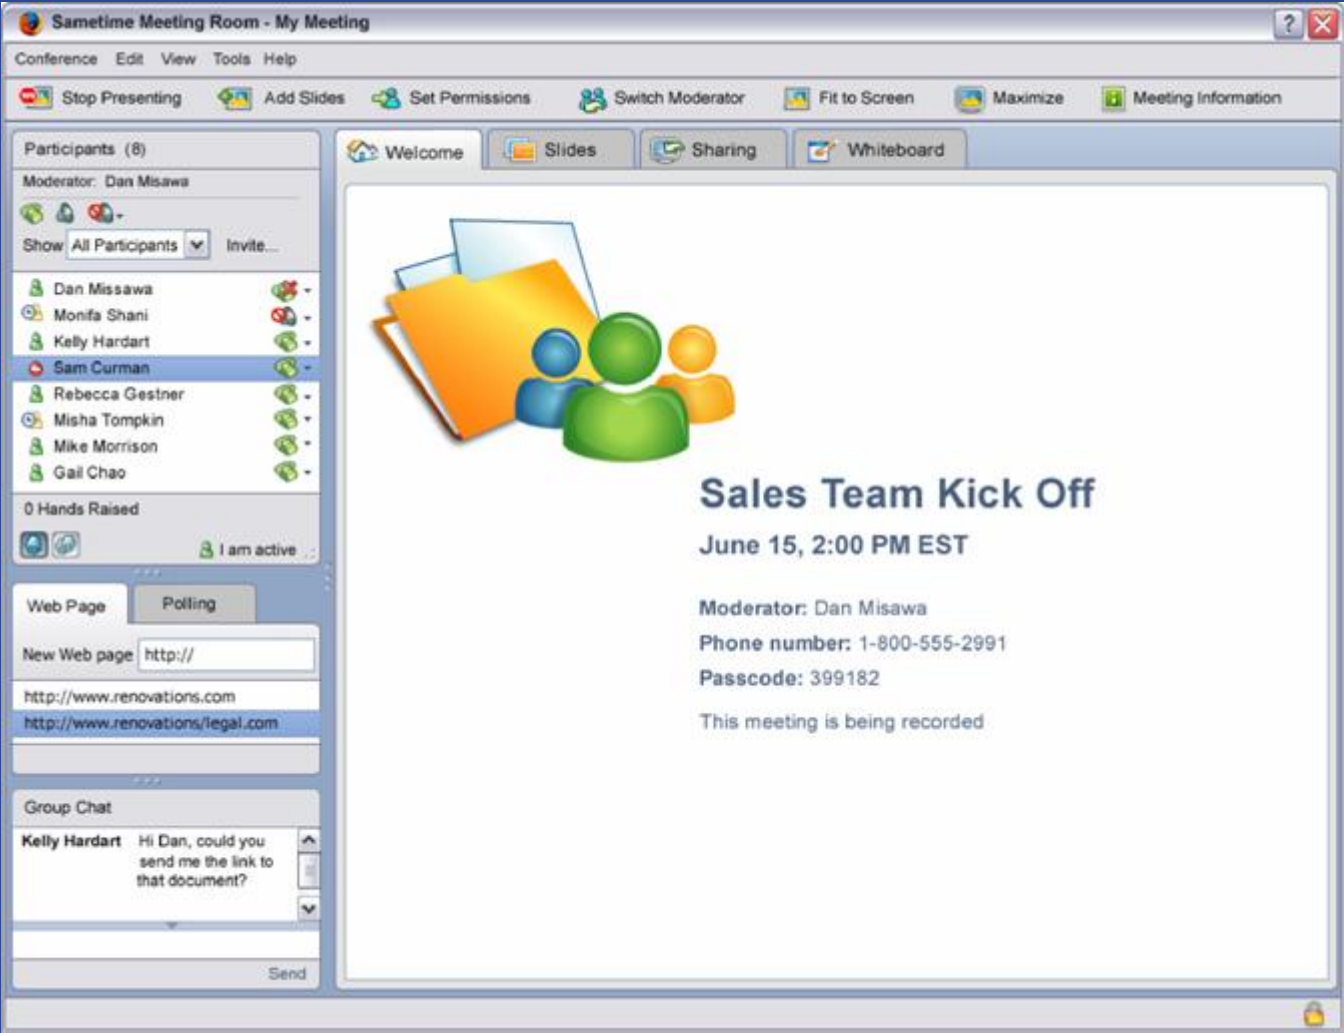 Sametime Meeting Room - My Meeting
Conference Edit View Tools Help
Stop Presenting Add Slides Set Permissions Switch Moderator Fit to Screen Maximize Meeting Information
Participants (8)
Moderator: Dan Misawa
Show All Participants Invite...
Dan Missawa
Monifa Shani
Kelly Hardart
Sam Curman
Rebecca Gestner
Misha Tompkin
Mike Morrison
Gail Chao
0 Hands Raised
I am active
Web Page Polling
New Web page http://
http://www.renovations.com
http://www.renovations/legal.com
Group Chat
Kelly Hardart Hi Dan, could you
send me the link to
that document?
Send
Welcome Slides Sharing Whiteboard
Sales Team Kick Off
June 15, 2:00 PM EST
Moderator: Dan Misawa
Phone number: 1-800-555-2991
Passcode: 399182
This meeting is being recorded